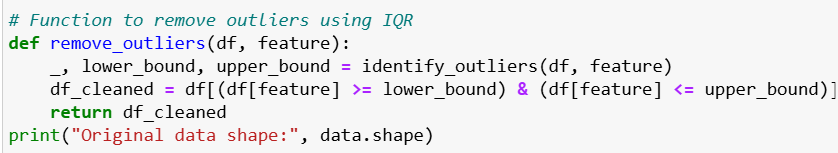 # Function to remove outliers using IQR
def remove_outliers(df, feature):
    _, lower_bound, upper_bound = identify_outliers(df, feature)
    df_cleaned = df[(df[feature] >= lower_bound) & (df[feature] <= upper_bound)]
    return df_cleaned
print("Original data shape:", data.shape)